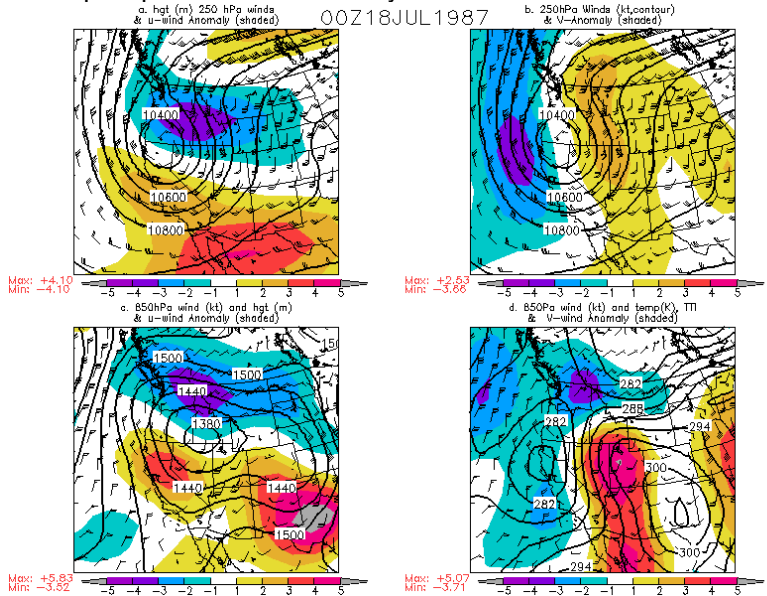 a. hgt (m) 250 hPa winds
& u-wind Anomaly (shaded)
00Z18JUL1987
b. 250hPa Winds (kt,contour)
& V-Anomaly (shaded)
10400
10600
10800
10400
10600
10800
Max: +4.10
Min: -4.10
-5 -4 -3 -2 -1 1 2 3 4 5
Max: +2.53
Min: -3.66
-5 -4 -3 -2 -1 1 2 3 4 5
c. 850hPa wind (kt) and hgt (m)
& u-wind Anomaly (shaded)
d. 850Pa wind (kt) and temp(K), TTl
& V-wind Anomaly (shaded)
1500
1500
1440
1380
1440
1440
1500
282
288
294
282
300
282
300
294
Max: +5.83
Min: -3.52
-5 -4 -3 -2 -1 1 2 3 4 5
Max: +5.07
Min: -3.71
-5 -4 -3 -2 -1 1 2 3 4 5